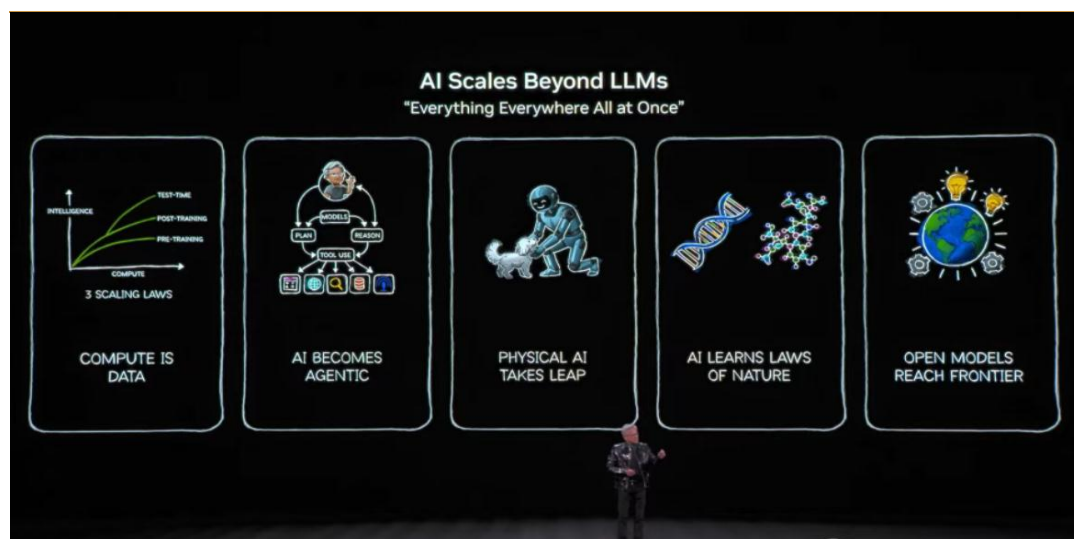 AI Scales Beyond LLMs
"Everything Everywhere All at Once"
INTELLIGENCE
TEST-TIME
POST-TRAINING
PRE-TRAINING
COMPUTE
3 SCALING LAWS
COMPUTE IS
DATA
MODELS
PLAN
REASON
TOOL USE
AI BECOMES
AGENTIC
PHYSICAL AI
TAKES LEAP
AI LEARNS LAWS
OF NATURE
OPEN MODELS
REACH FRONTIER